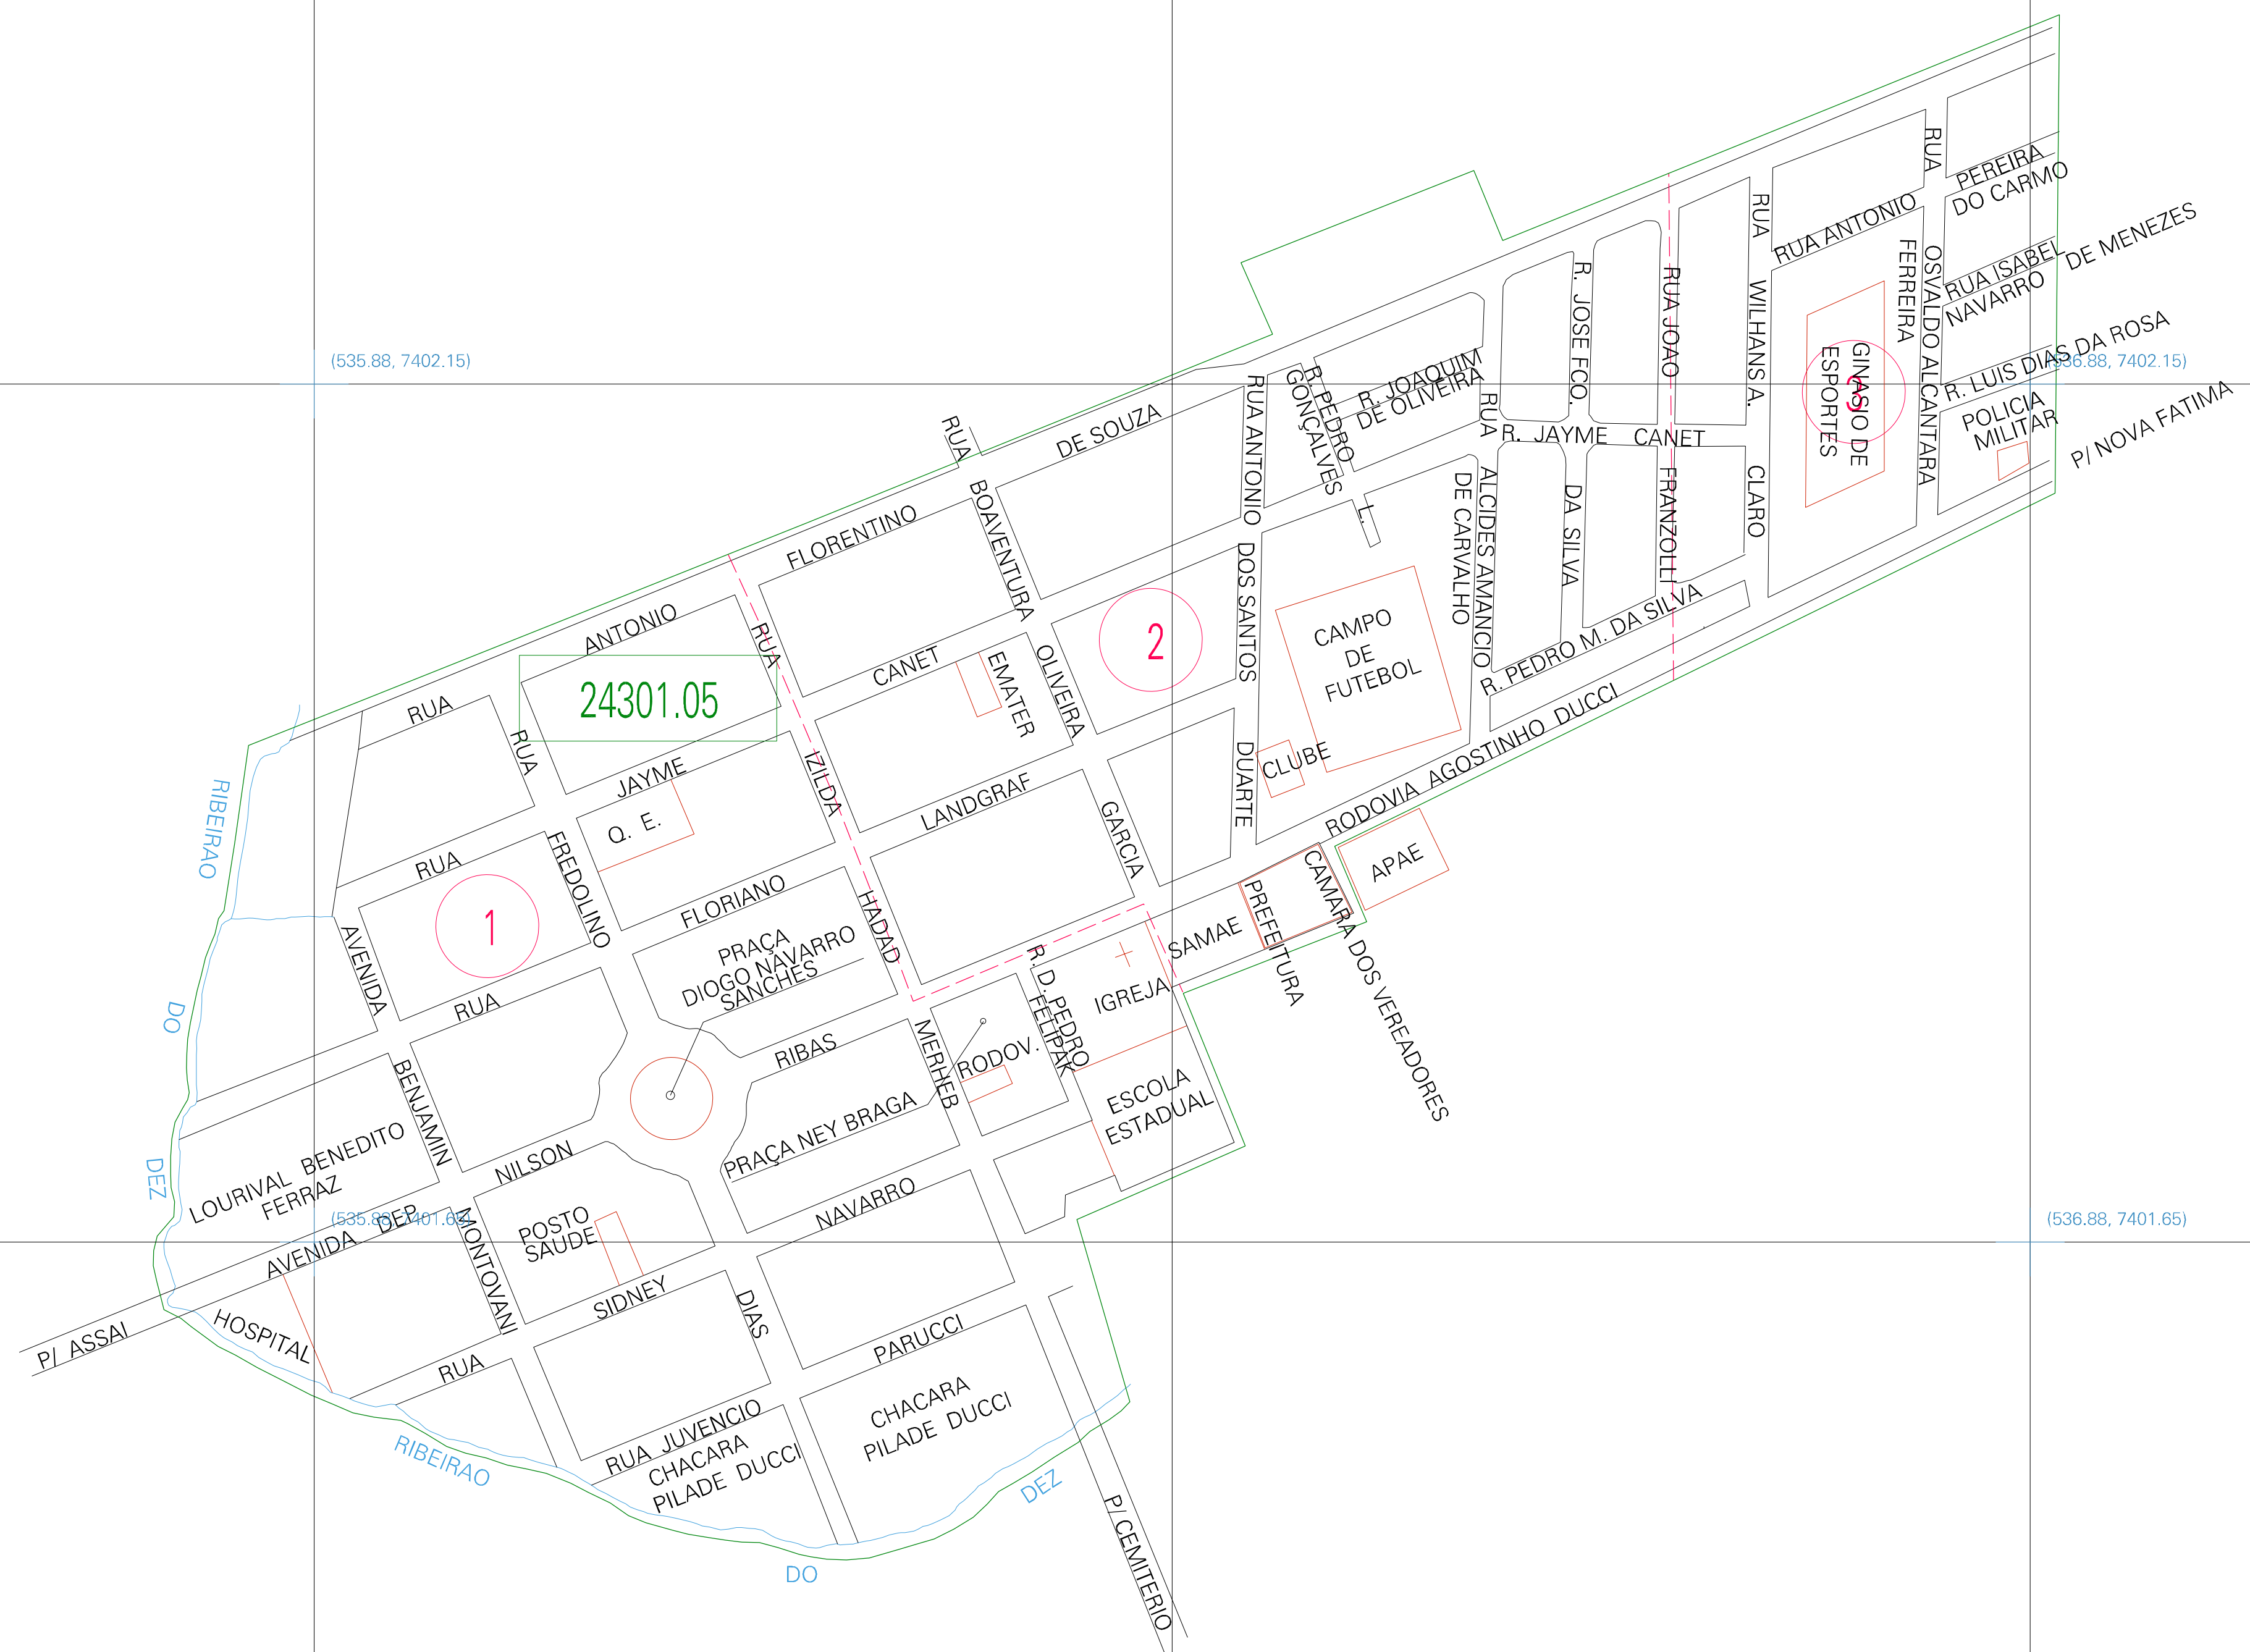 RUA
PEREIRA
DO CARMO
RUA
RUA ANTONIO
DE MENEZES
RUA ISABEL
NAVARRO
FERREIRA
OSVALDO ALCANTARA
R. JOSE FCO.
DA SILVA
RUA JOAO
FRANZOLLI
WILHANS A.
CLARO
GINASIO DE
ESPORTES
3
R. LUIS DIAS DA ROSA
(536.88, 7402.15)
(535.88, 7402.15)
POLICIA
MILITAR
P/ NOVA FATIMA
R. JOAQUIM
DE OLIVEIRA
R. PEDRO
GONÇALVES
L.
RUA ANTONIO
DOS SANTOS
DUARTE
RUA
ALCIDES AMANCIO
DE CARVALHO
R. JAYME CANET
RUA
BOAVENTURA
OLIVEIRA
GARCIA
RUA
ANTONIO
FLORENTINO
DE SOUZA
2
CAMPO
DE
FUTEBOL
CLUBE
R. PEDRO M. DA SILVA
RODOVIA AGOSTINHO DUCCI
24301.05
RUA
IZILDA
HADAD
MERHEB
EMATER
RUA
JAYME
CANET
RUA
FREDOLINO
DIAS
Q. E.
LANDGRAF
FLORIANO
RUA
1
RIBEIRAO
DO
DEZ
AVENIDA
BENJAMIN
MONTOVANI
PRAÇA
DIOGO NAVARRO
SANCHES
APAE
CAMARA DOS VEREADORES
PREFEITURA
SAMAE
IGREJA
R. D. PEDRO
FELIPAK
RODOV.
RIBAS
PRAÇA NEY BRAGA
ESCOLA
ESTADUAL
LOURIVAL BENEDITO
FERRAZ
AVENIDA DEP
(535.88, 7401.65)
(536.88, 7401.65)
NILSON
NAVARRO
POSTO
SAUDE
SIDNEY
P/ ASSAI
HOSPITAL
RUA
PARUCCI
RUA JUVENCIO
CHACARA
PILADE DUCCI
CHACARA
PILADE DUCCI
RIBEIRAO
DO
DEZ
P/ CEMITERIO